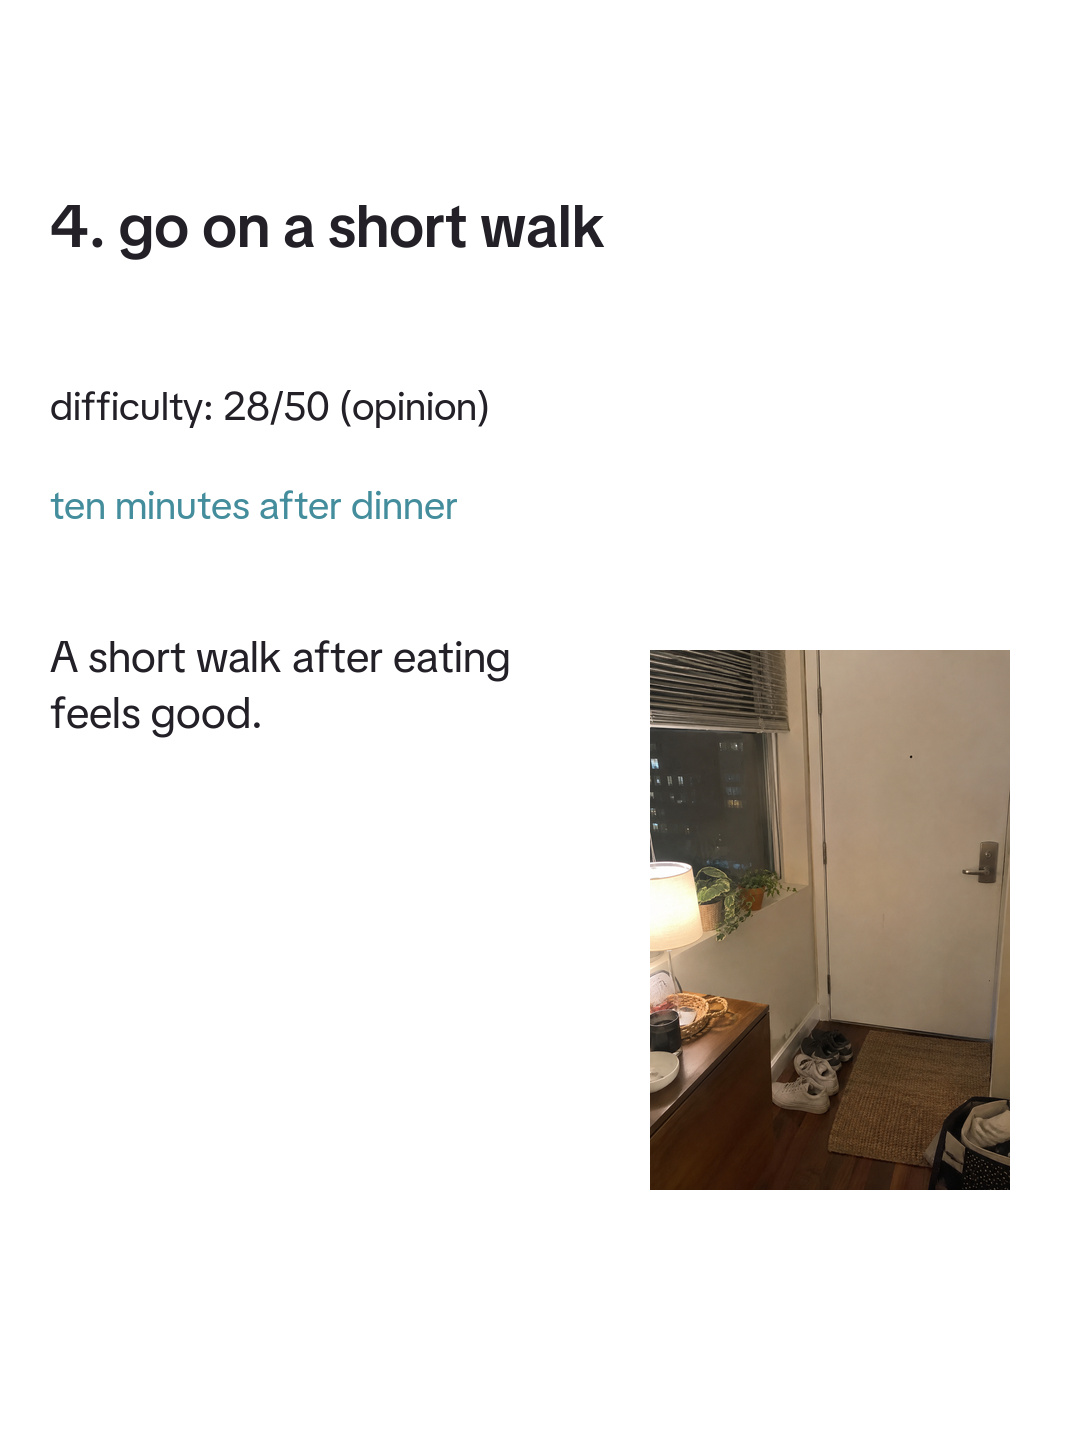 4. go on a short walk
difficulty: 28/50 (opinion)
ten minutes after dinner
A short walk after eating
feels good.